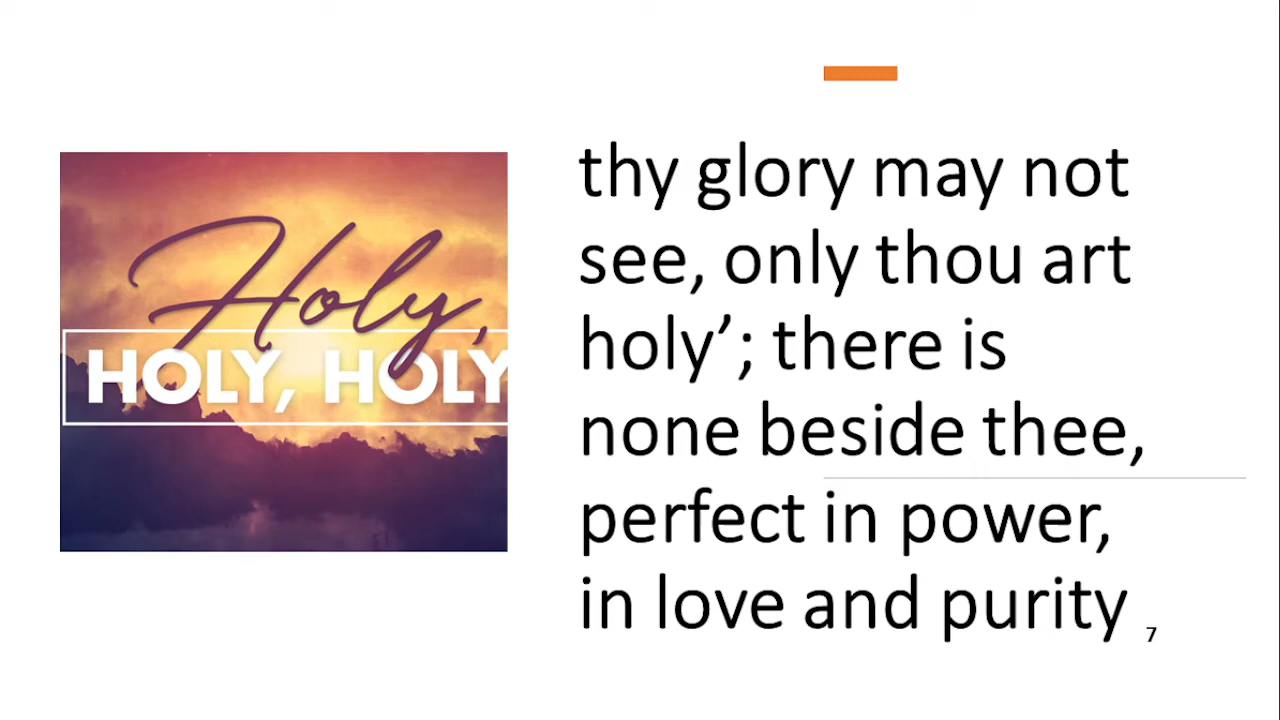 Holy,
HOLY, HOLY
thy glory may not
see, only thou art
holy’; there is
none beside thee,
perfect in power,
in love and purity
7